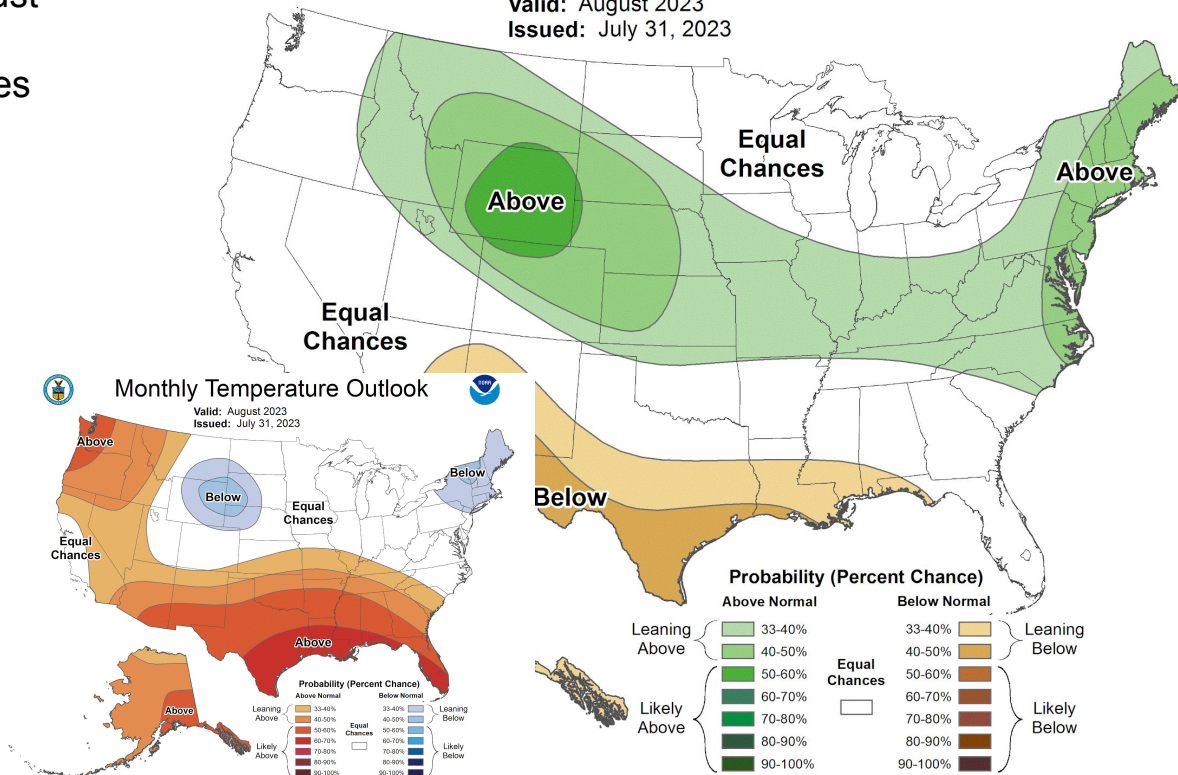 Valid: August 2023
Issued: July 31, 2023
es
Equal
Chances
Above
Above
Equal
Chances
Below
Probability (Percent Chance)
Above Normal
Below Normal
Leaning
Above
33-40%
40-50%
50-60%
60-70%
70-80%
80-90%
90-100%
Likely
Above
Equal
Chances
33-40%
40-50%
50-60%
60-70%
70-80%
80-90%
90-100%
Leaning
Below
Likely
Below
Monthly Temperature Outlook
NOAA
Valid: August 2023
Issued: July 31, 2023
Above
Below
Below
Equal
Chances
Equal
Chances
Above
Above
Probability (Percent Chance)
Above Normal
Below Normal
Leaning
Above
33-40%
40-50%
50-60%
60-70%
70-80%
80-90%
90-100%
Likely
Above
Equal
Chances
33-40%
40-50%
50-60%
60-70%
70-80%
80-90%
90-100%
Leaning
Below
Likely
Below